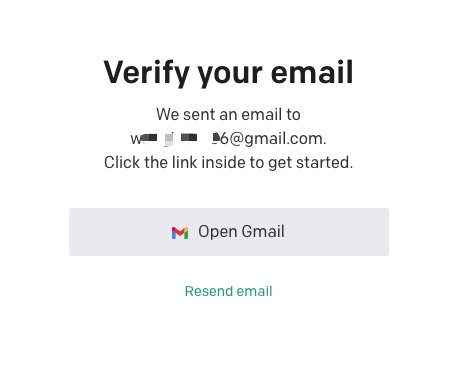 Verify your email
We sent an email to
6@gmail.com.
Click the link inside to get started.
Open Gmail
Resend email